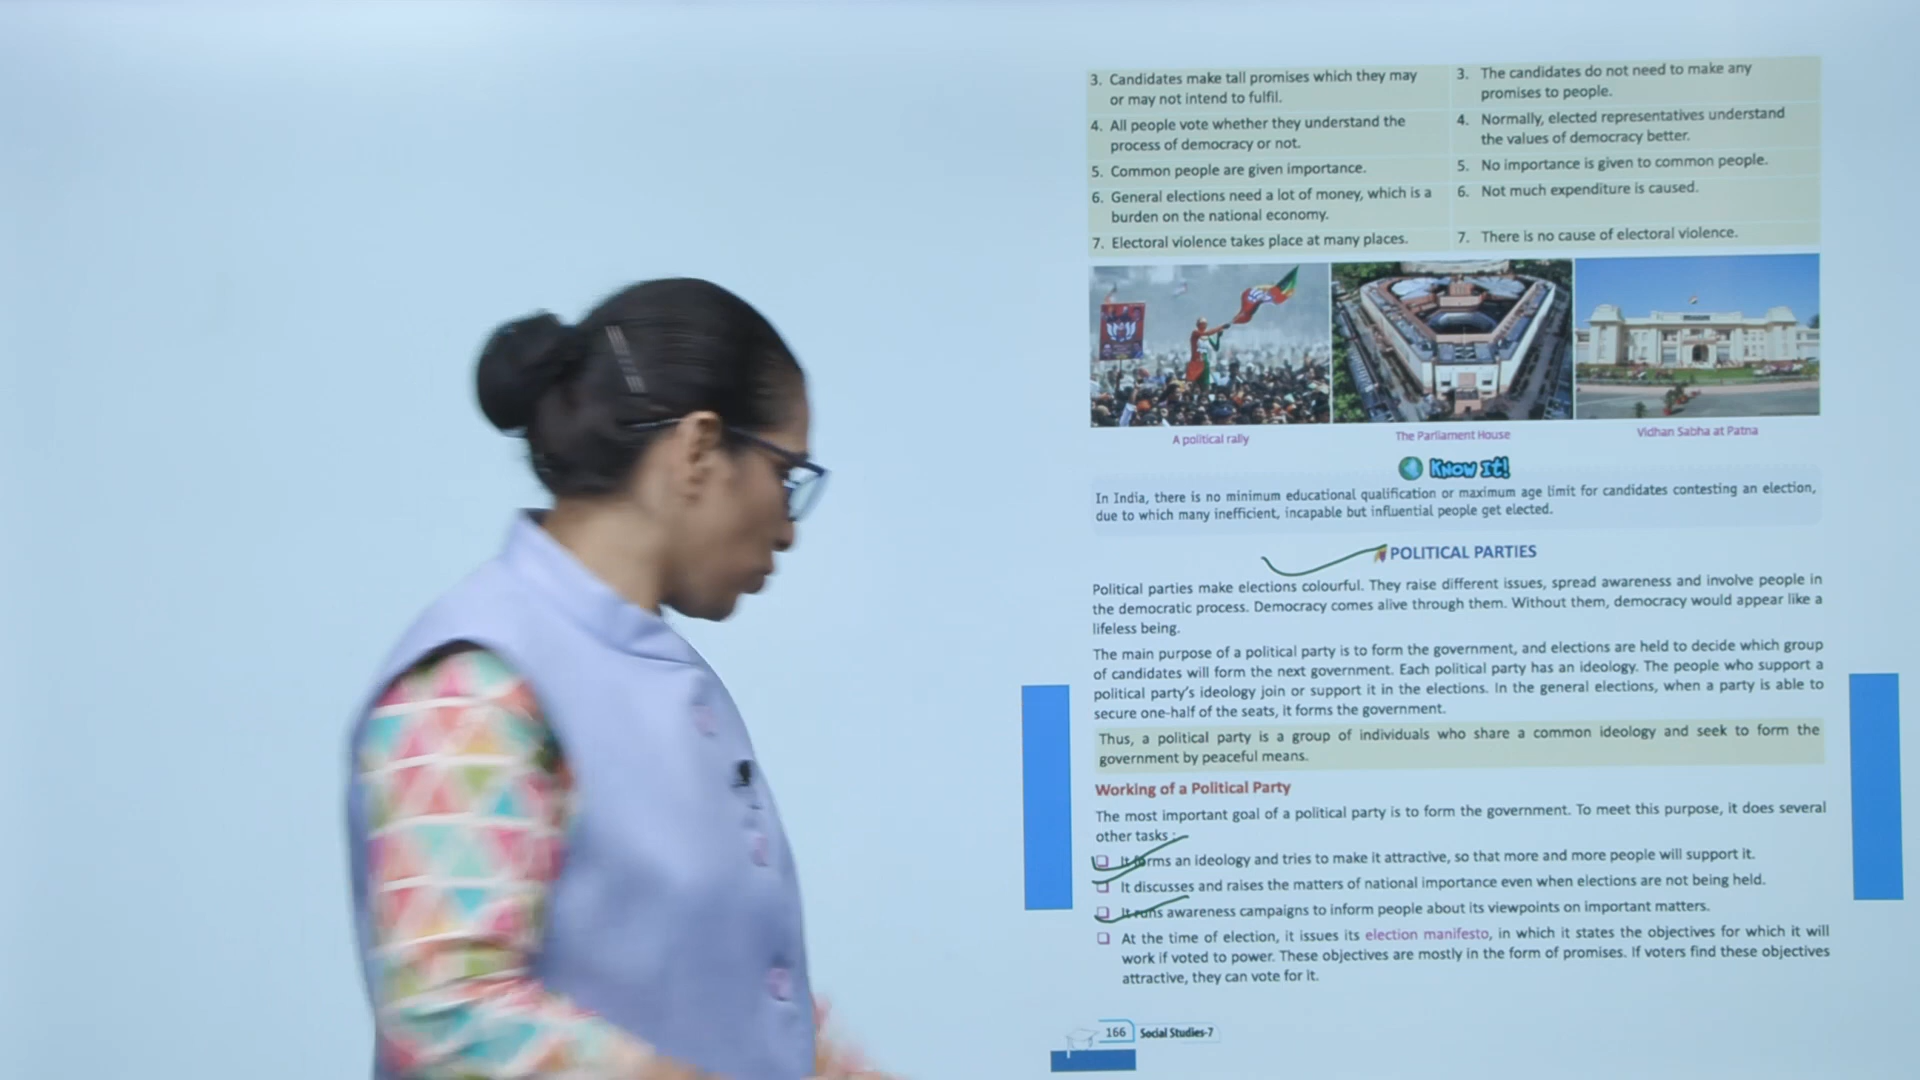 3. Candidates make tall promises which they may
or may not intend to fulfil.
3. The candidates do not need to make any
promises to people.
4. All people vote whether they understand the
process of democracy or not.
4. Normally, elected representatives understand
the values of democracy better.
5. Common people are given importance.
5. No importance is given to common people.
6. General elections need a lot of money, which is a
burden on the national economy.
6. Not much expenditure is caused.
7. Electoral violence takes place at many places.
7. There is no cause of electoral violence.
A political rally
The Parliament House
Vidhan Sabha at Patna
Know It!
In India, there is no minimum educational qualification or maximum age limit for candidates contesting an election,
due to which many inefficient, incapable but influential people get elected.
POLITICAL PARTIES
Political parties make elections colourful. They raise different issues, spread awareness and involve people in
the democratic process. Democracy comes alive through them. Without them, democracy would appear like a
lifeless being.
The main purpose of a political party is to form the government, and elections are held to decide which group
of candidates will form the next government. Each political party has an ideology. The people who support a
political party's ideology join or support it in the elections. In the general elections, when a party is able to
secure one-half of the seats, it forms the government.
Thus, a political party is a group of individuals who share a common ideology and seek to form the
government by peaceful means.
Working of a Political Party
The most important goal of a political party is to form the government. To meet this purpose, it does several
other tasks :
It forms an ideology and tries to make it attractive, so that more and more people will support it.
It discusses and raises the matters of national importance even when elections are not being held.
It runs awareness campaigns to inform people about its viewpoints on important matters.
At the time of election, it issues its election manifesto, in which it states the objectives for which it will
work if voted to power. These objectives are mostly in the form of promises. If voters find these objectives
attractive, they can vote for it.
166 Social Studies-7